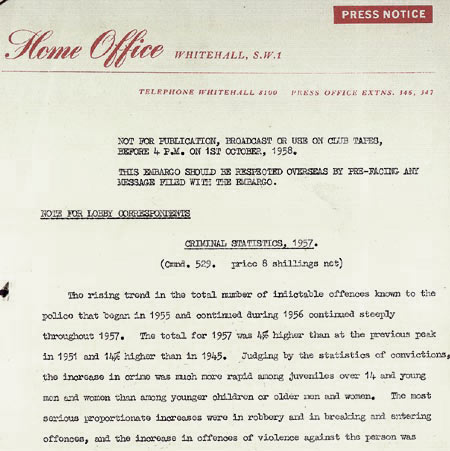 PRESS NOTICE
Home Office WHITEHALL, S.W.1
TELEPHONE WHITEHALL 8100 PRESS OFFICE EXTNS. 346, 347
NOT FOR PUBLICATION, BROADCAST OR USE ON CLUB TAPES,
BEFORE 4 P.M. ON 1ST OCTOBER, 1958.
THIS EMBARGO SHOULD BE RESPECTED OVERSEAS BY PRE-FACING ANY
MESSAGE FILED WITH THE EMBARGO.
NOTE FOR LOBBY CORRESPONDENTS
CRIMINAL STATISTICS, 1957.
(Cmnd. 529. price 8 shillings net)
The rising trend in the total number of indictable offences known to the
police that began in 1955 and continued during 1956 continued steeply
throughout 1957. The total for 1957 was 4% higher than at the previous peak
in 1951 and 14% higher than in 1945. Judging by the statistics of convictions,
the increase in crime was much more rapid among juveniles over 14 and young
men and women than among younger children or older men and women. The most
serious proportionate increases were in robbery and in breaking and entering
offences, and the increase in offences of violence against the person was